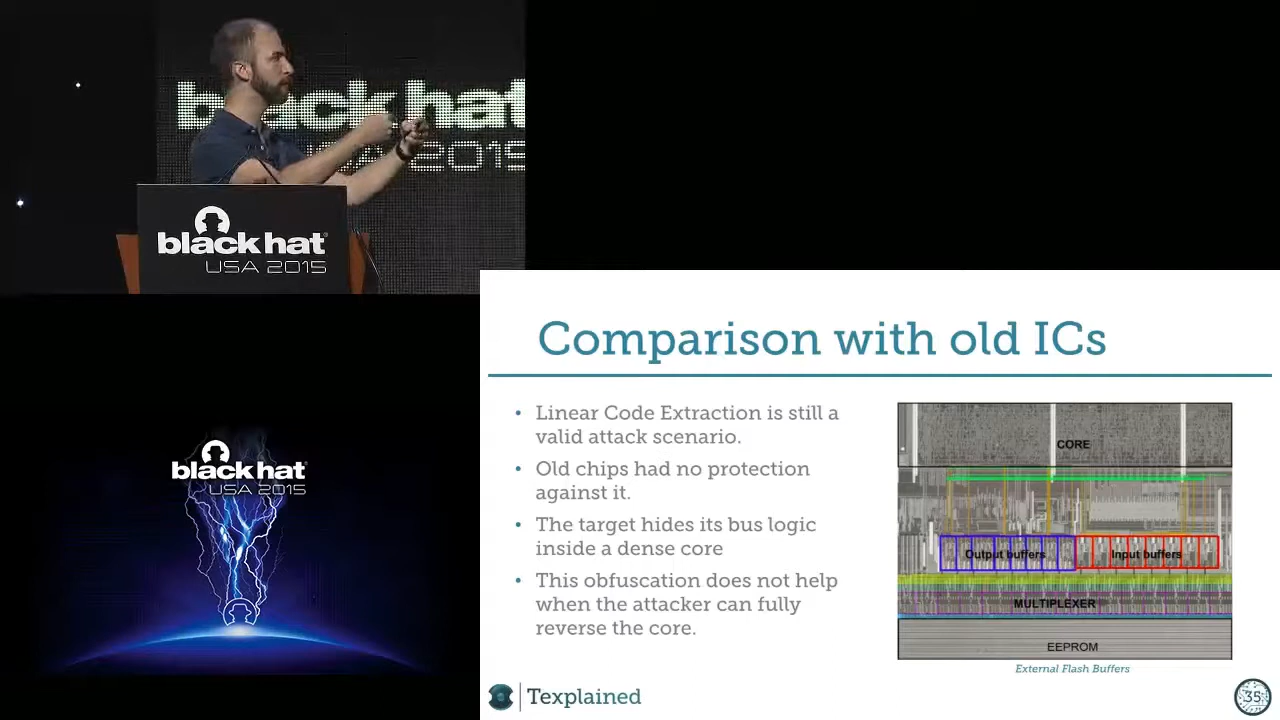 black hat
USA 2015
black hat
USA 2015
black hat
USA 2015
Comparison with old ICs
• Linear Code Extraction is still a
valid attack scenario.
• Old chips had no protection
against it.
• The target hides its bus logic
inside a dense core
• This obfuscation does not help
when the attacker can fully
reverse the core.
CORE
Output buffers
Input buffers
MULTIPLEXER
EEPROM
External Flash Buffers
Texplained
35